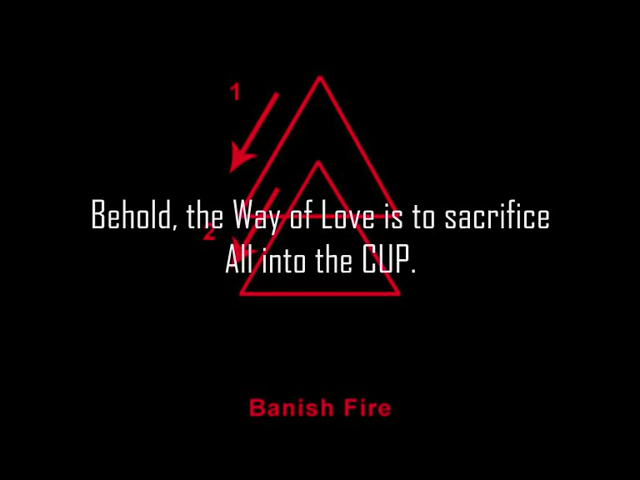 1
Behold, the Way of Love is to sacrifice
2
All into the CUP.
Banish Fire